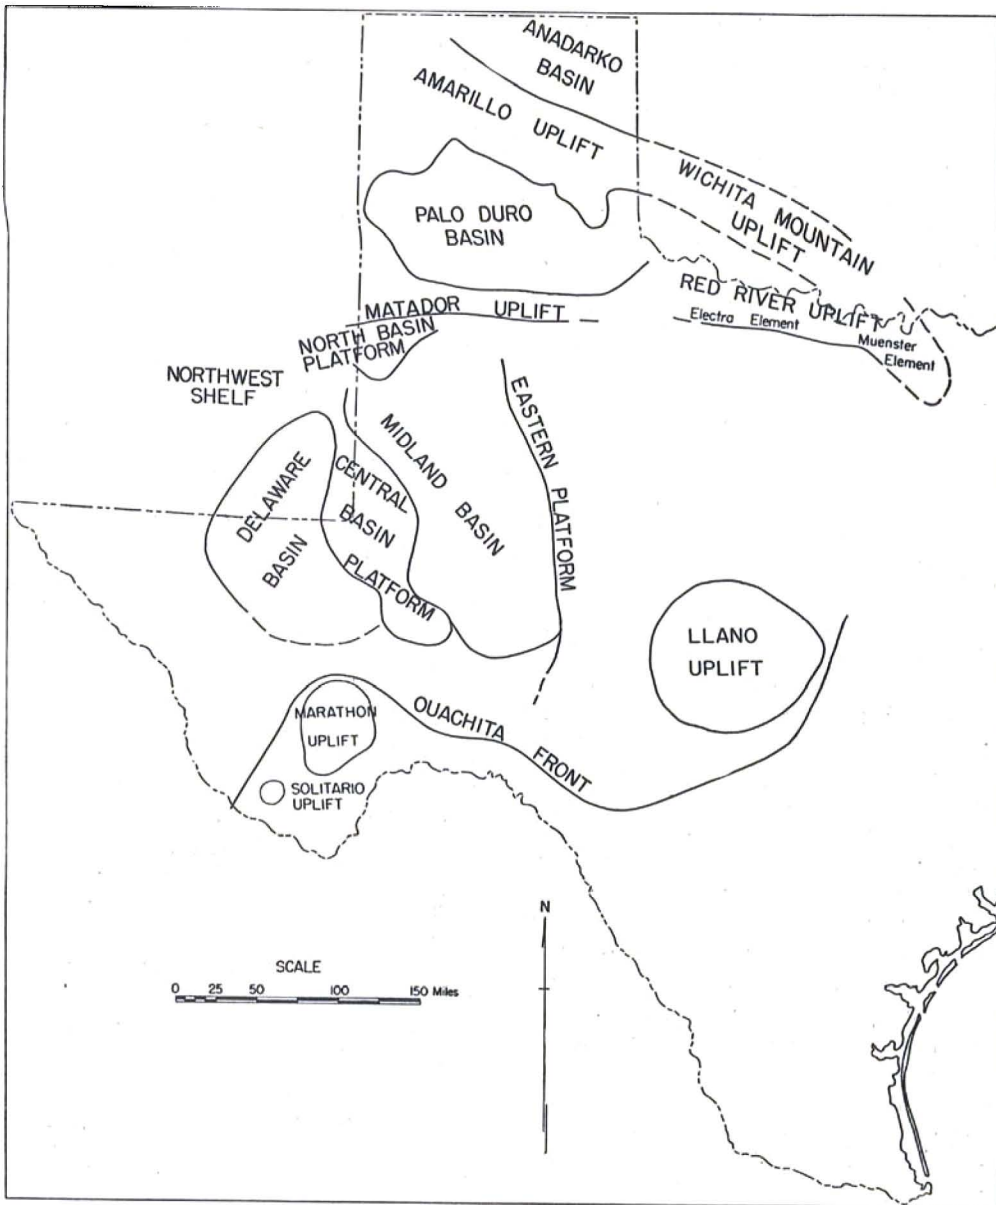 ANADARKO
BASIN
AMARILLO UPLIFT
WICHITA MOUNTAIN
UPLIFT
PALO DURO
BASIN
RED RIVER UPLIFT
Electra Element
Muenster
Element
MATADOR UPLIFT
NORTH BASIN
PLATFORM
NORTHWEST
SHELF
EASTERN PLATFORM
MIDLAND BASIN
CENTRAL
BASIN
PLATFORM
DELAWARE
BASIN
LLANO
UPLIFT
OUACHITA FRONT
MARATHON
UPLIFT
SOLITARIO
UPLIFT
N
SCALE
0 25 50 100 150 Miles